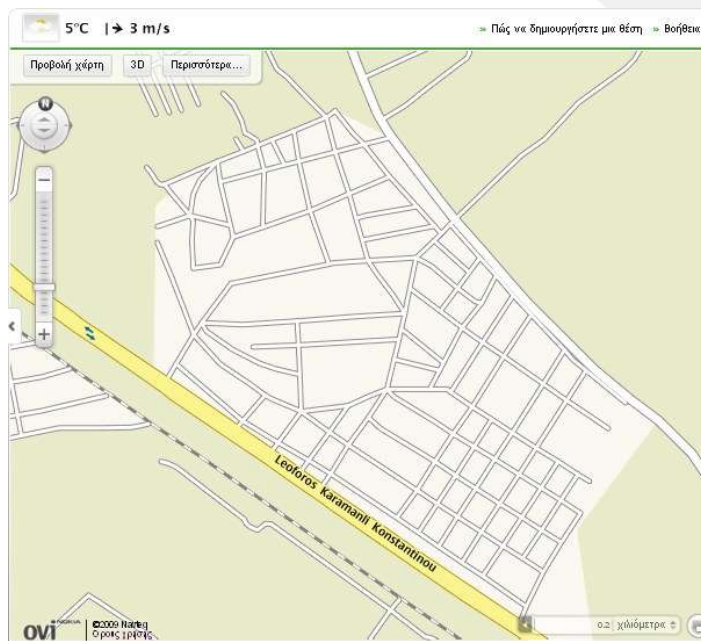 5°C | 3 m/s
» Πώς να δημιουργήσετε μια θέση » Βοήθεια
Προβολή χάρτη 3D Περισσότερα...
N
Leoforos Karamanli Konstantinou
ovi NOKIA
©2009 Navteq
Όροι Χρήσης
0.2 | χιλιόμετρα